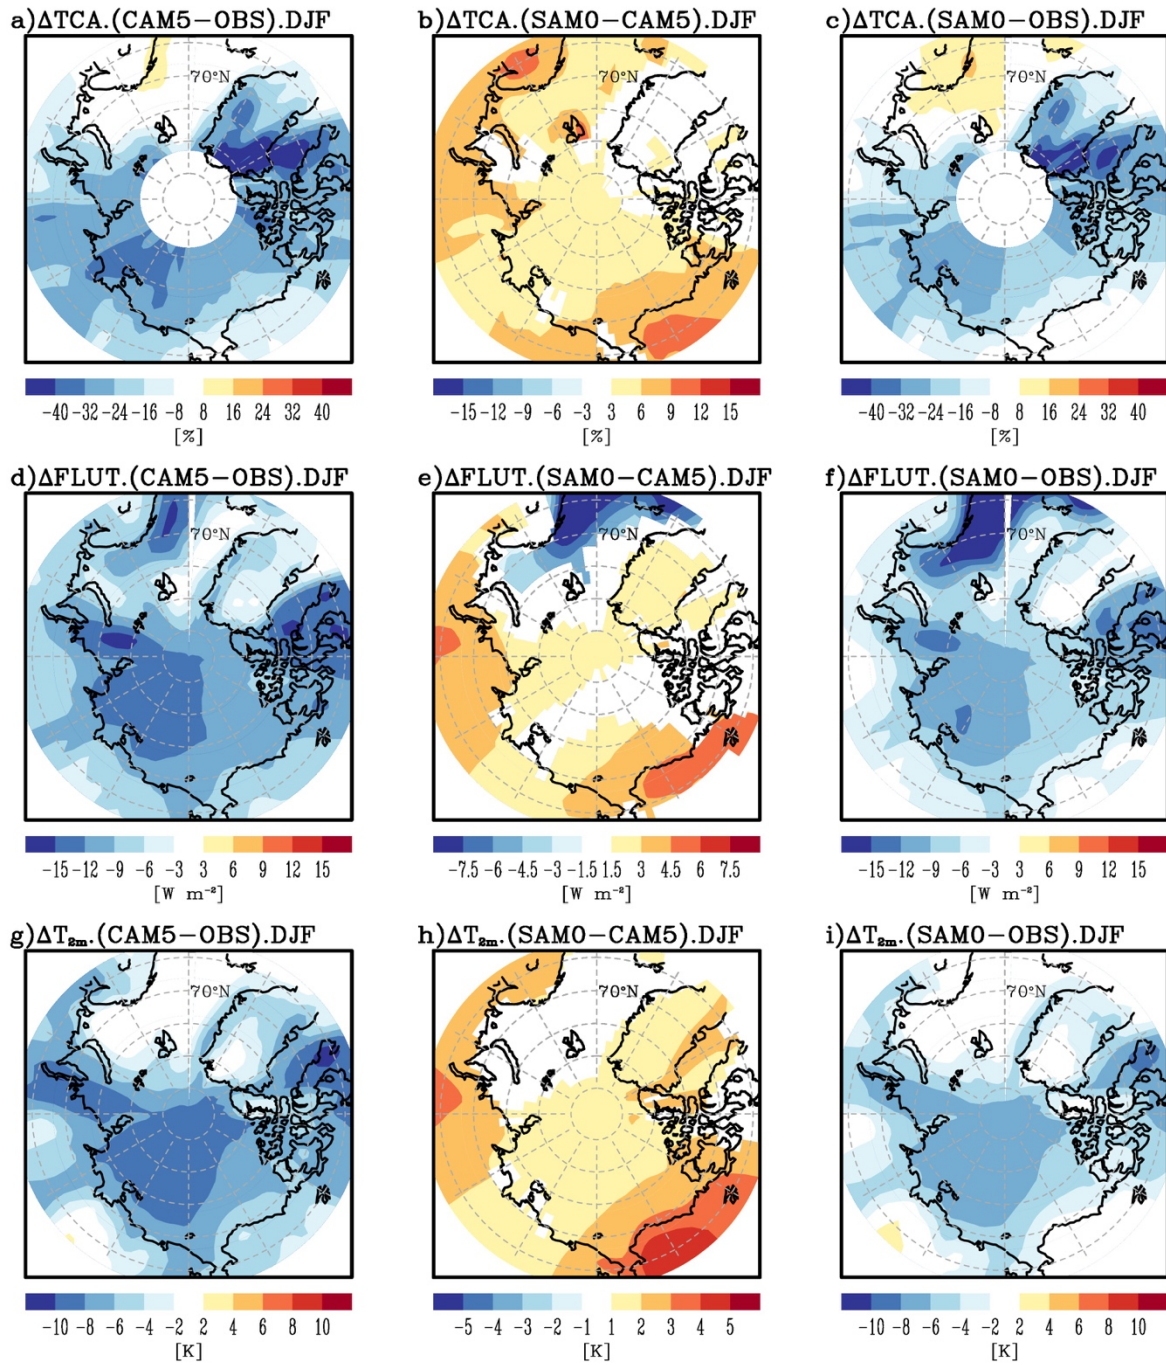 a)ΔTCA.(CAM5−OBS).DJF
b)ΔTCA.(SAM0−CAM5).DJF
c)ΔTCA.(SAM0−OBS).DJF
70°N
70°N
70°N
−40 −32 −24 −16 −8 8 16 24 32 40
[%]
−15 −12 −9 −6 −3 3 6 9 12 15
[%]
−40 −32 −24 −16 −8 8 16 24 32 40
[%]
d)ΔFLUT.(CAM5−OBS).DJF
e)ΔFLUT.(SAM0−CAM5).DJF
f)ΔFLUT.(SAM0−OBS).DJF
70°N
70°N
70°N
−15 −12 −9 −6 −3 3 6 9 12 15
[W m⁻²]
−7.5 −6 −4.5 −3 −1.5 1.5 3 4.5 6 7.5
[W m⁻²]
−15 −12 −9 −6 −3 3 6 9 12 15
[W m⁻²]
g)ΔT₂ₘ.(CAM5−OBS).DJF
h)ΔT₂ₘ.(SAM0−CAM5).DJF
i)ΔT₂ₘ.(SAM0−OBS).DJF
70°N
70°N
70°N
−10 −8 −6 −4 −2 2 4 6 8 10
[K]
−5 −4 −3 −2 −1 1 2 3 4 5
[K]
−10 −8 −6 −4 −2 2 4 6 8 10
[K]